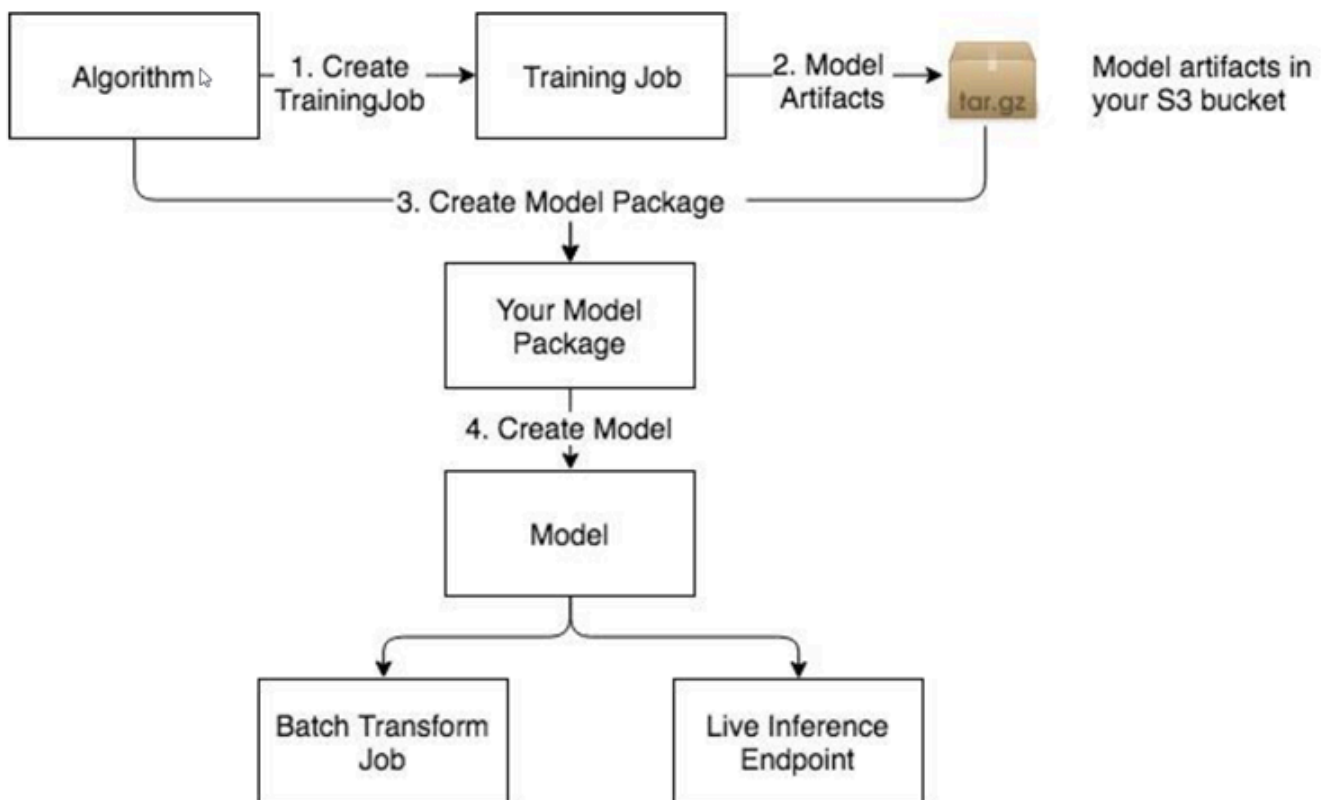 Algorithm
1. Create
TrainingJob
Training Job
2. Model
Artifacts
tar.gz
Model artifacts in
your S3 bucket
3. Create Model Package
Your Model
Package
4. Create Model
Model
Batch Transform
Job
Live Inference
Endpoint